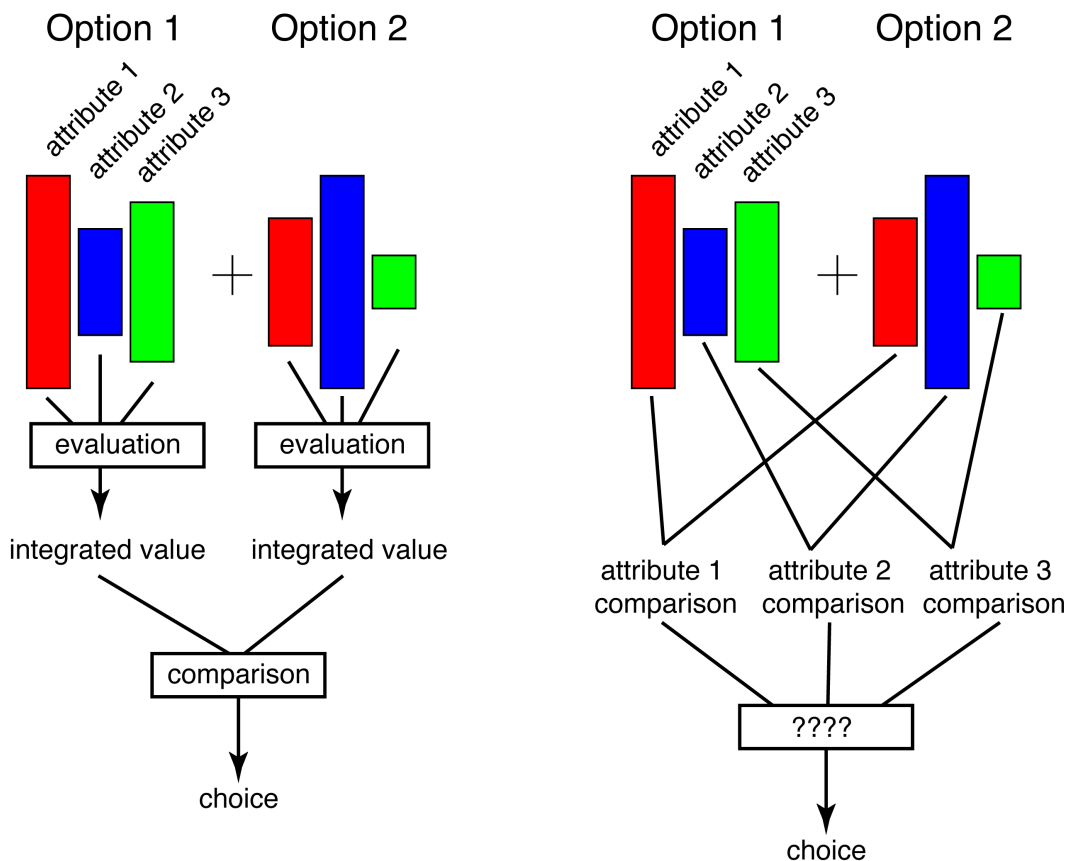 Option 1
Option 2
attribute 1
attribute 2
attribute 3
evaluation
evaluation
integrated value
integrated value
comparison
choice
Option 1
Option 2
attribute 1
attribute 2
attribute 3
attribute 1
comparison
attribute 2
comparison
attribute 3
comparison
????
choice